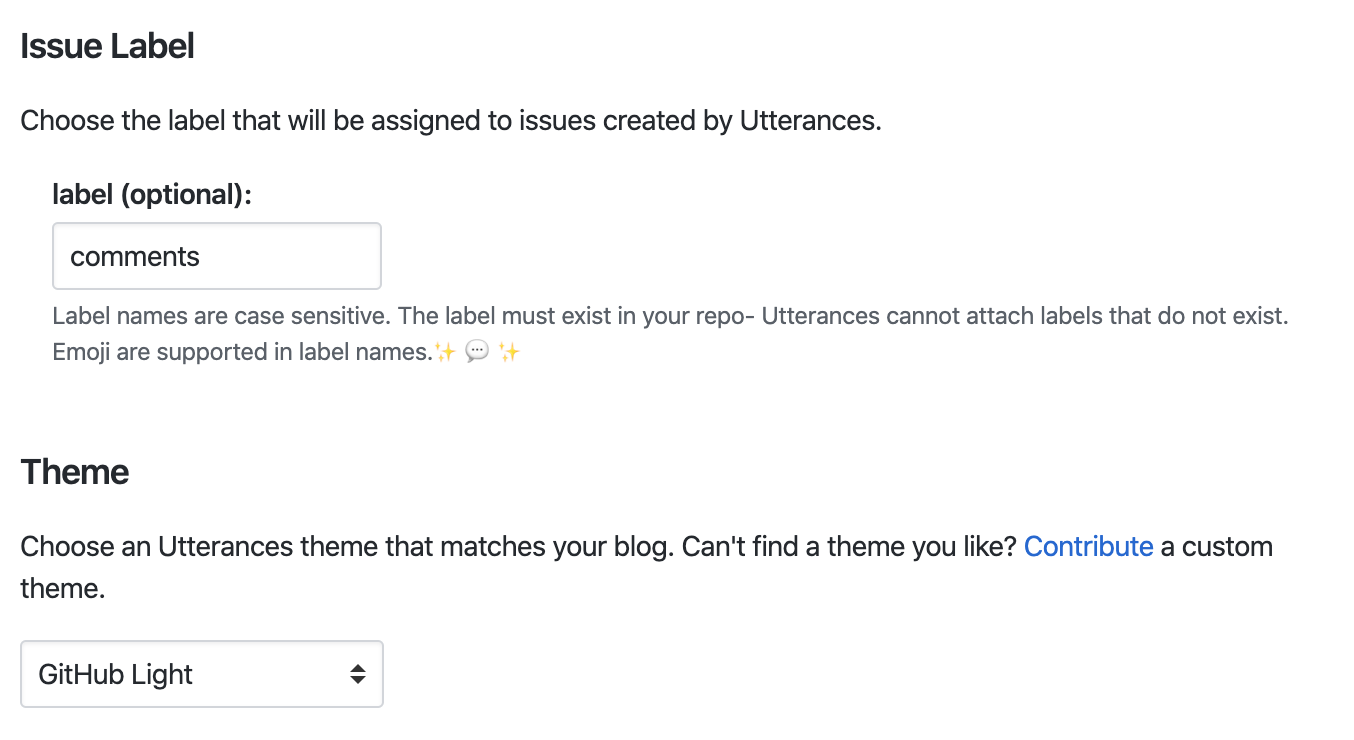 Issue Label
Choose the label that will be assigned to issues created by Utterances.
label (optional):
comments
Label names are case sensitive. The label must exist in your repo- Utterances cannot attach labels that do not exist.
Emoji are supported in label names.✨ 💬 ✨
Theme
Choose an Utterances theme that matches your blog. Can't find a theme you like? Contribute a custom
theme.
GitHub Light